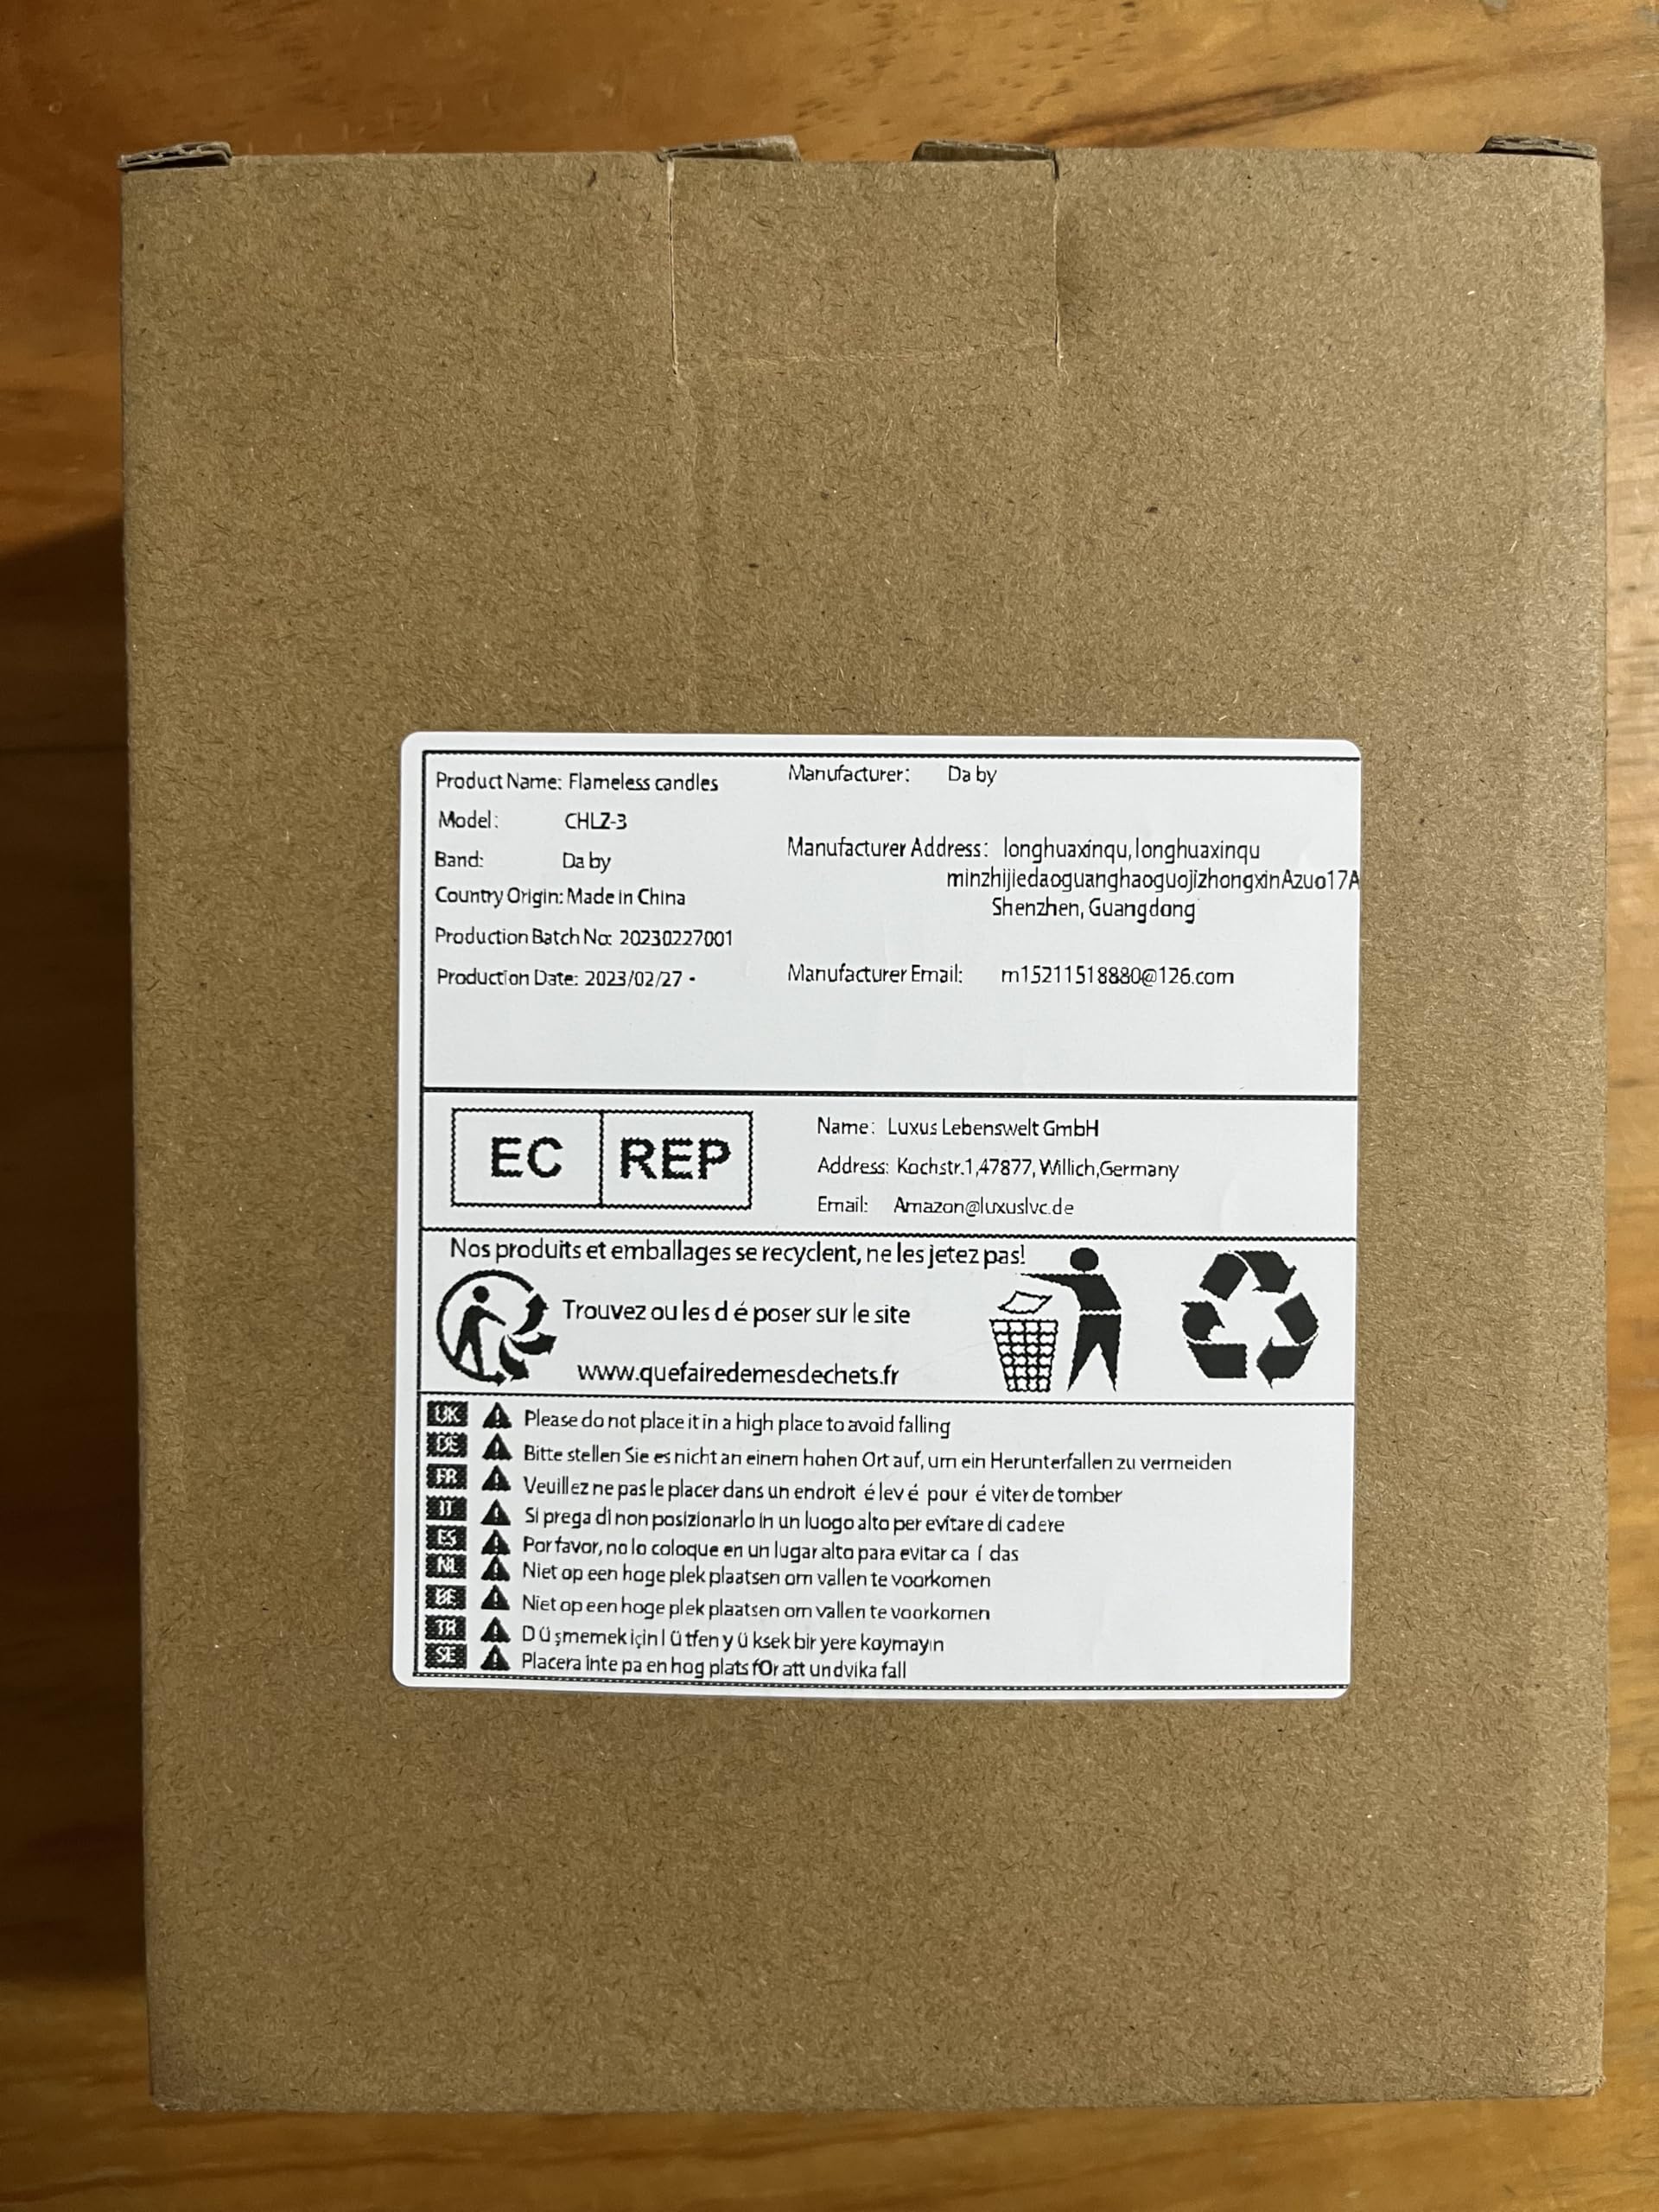 Product Name: Flameless candles
Model: CHLZ-3
Band: Da by
Country Origin: Made in China
Production Batch No: 20230227001
Production Date: 2023/02/27 -
Manufacturer: Da by
Manufacturer Address: longhuaxinqu, longhuaxinqu
minzhijiedaoguanghaoguojizhongxinAzuo17A
Shenzhen, Guangdong
Manufacturer Email: m15211518880@126.com
EC REP
Name: Luxus Lebenswelt GmbH
Address: Kochstr.1,47877, Willich,Germany
Email: Amazon@luxuslvc.de
Nos produits et emballages se recyclent, ne les jetez pas!
Trouvez ou les d é poser sur le site
www.quefairedemesdechets.fr
UK Please do not place it in a high place to avoid falling
DE Bitte stellen Sie es nicht an einem hohen Ort auf, um ein Herunterfallen zu vermeiden
FR Veuillez ne pas le placer dans un endroit é lev é pour é viter de tomber
IT Si prega di non posizionarlo in un luogo alto per evitare di cadere
ES Por favor, no lo coloque en un lugar alto para evitar ca í das
NL Niet op een hoge plek plaatsen om vallen te voorkomen
BE Niet op een hoge plek plaatsen om vallen te voorkomen
TR D ü şmemek için l ü tfen y ü ksek bir yere koymayın
SE Placera inte pa en hog plats fOr att undvika fall